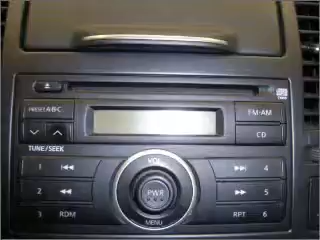 PRESET A·B·C
FM·AM
CD
TUNE/SEEK
VOL
1 4
2 5
PWR
3 RDM RPT 6
MENU